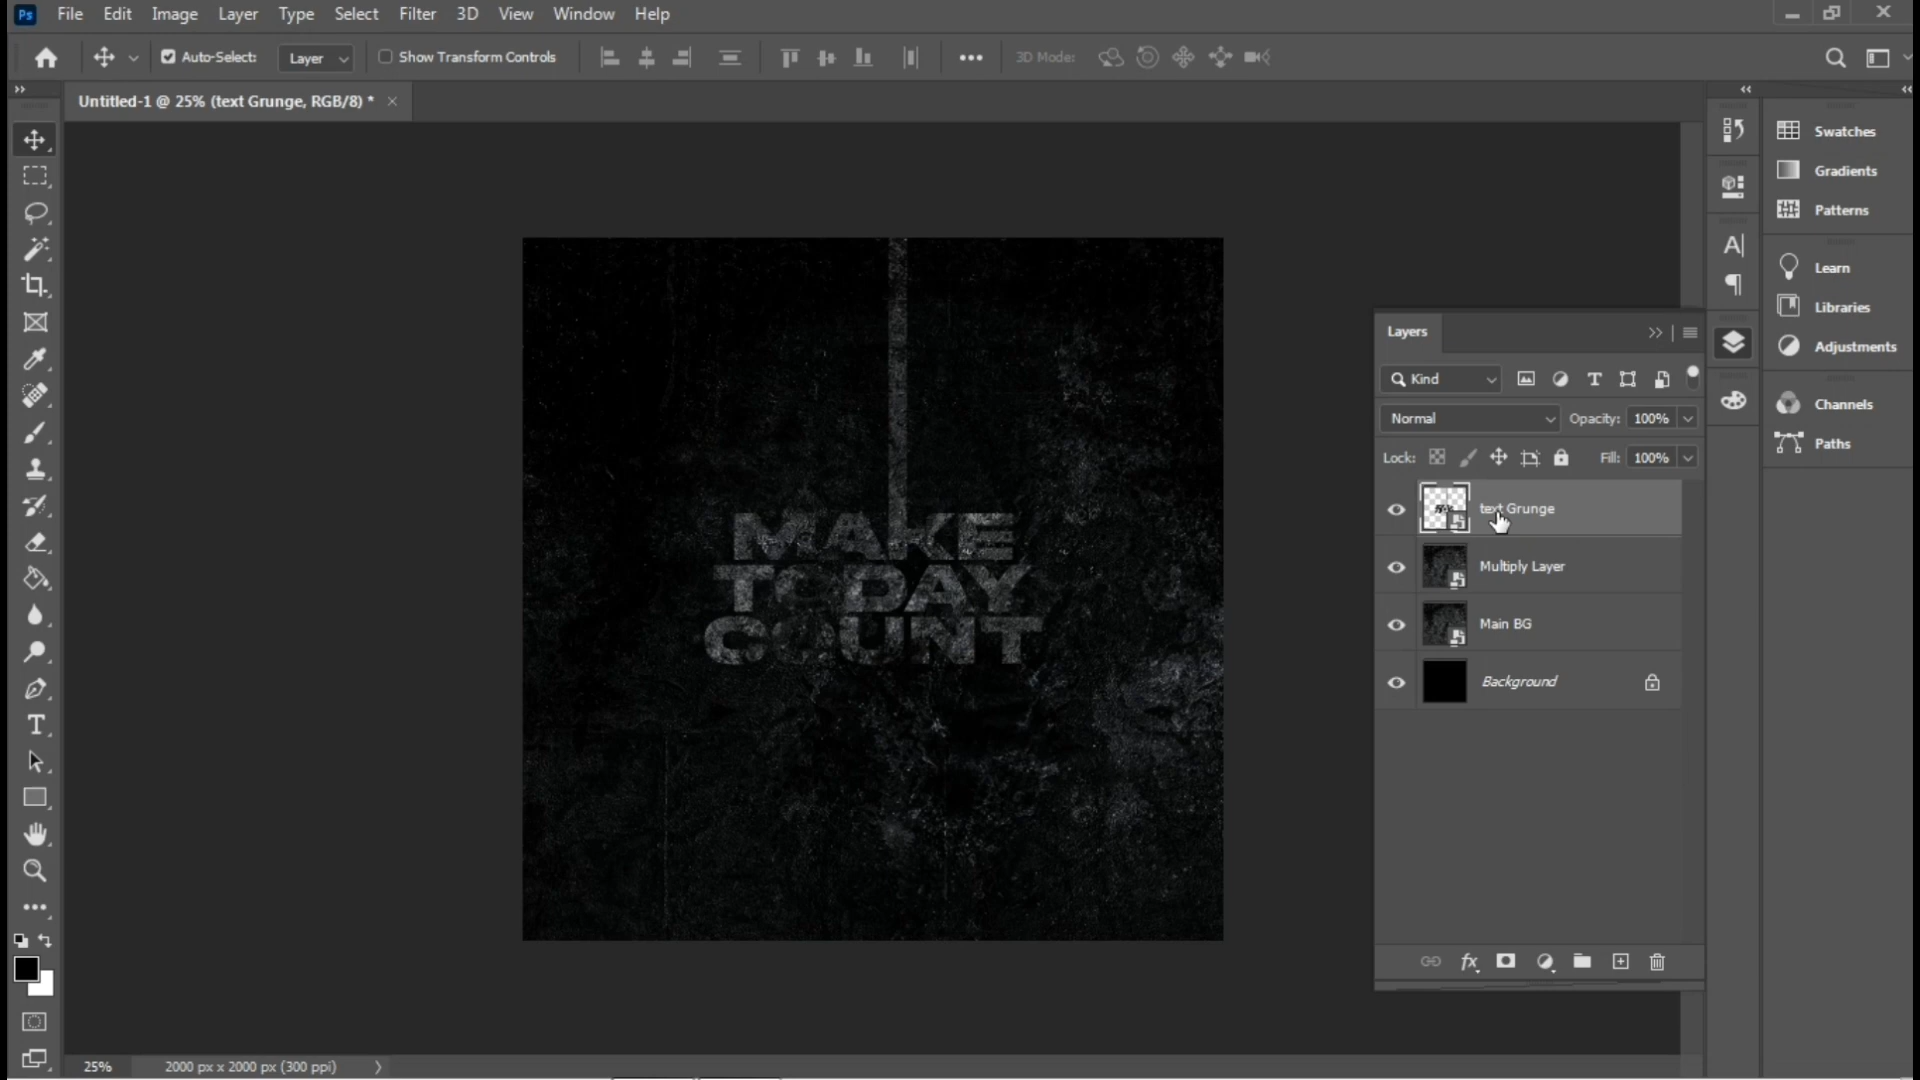 Ps File Edit Image Layer Type Select Filter 3D View Window Help
Auto-Select: Layer Show Transform Controls 3D Mode:
Untitled-1 @ 25% (text Grunge, RGB/8) *
MAKE
TODAY
COUNT
Layers
Kind
Normal Opacity: 100%
Lock: Fill: 100%
text Grunge
Multiply Layer
Main BG
Background
fx
Swatches
Gradients
Patterns
Learn
Libraries
Adjustments
Channels
Paths
25% 2000 px x 2000 px (300 ppi)